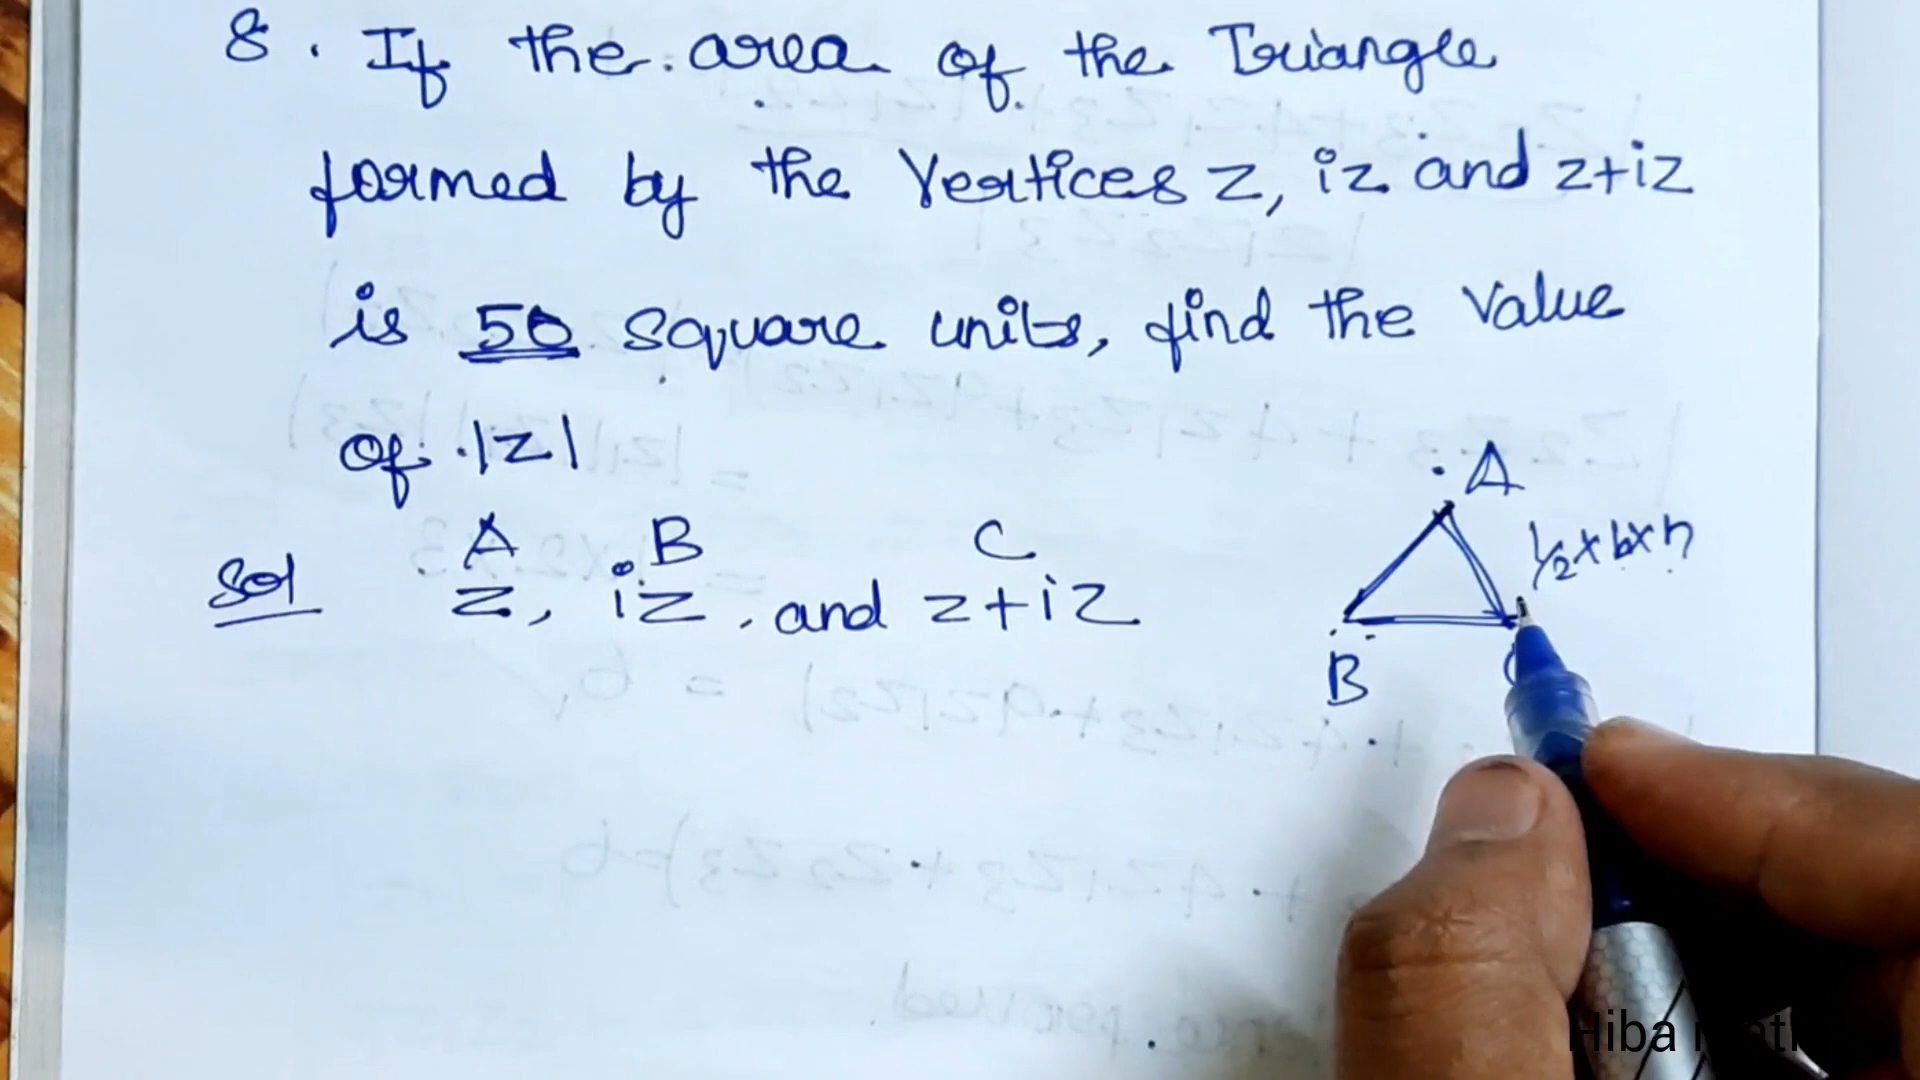 8. If the area of the Triangle
formed by the Vertices z, iz and z+iz
is 50 square units, find the value
of |z|
A B C
Sol z, iz, and z+iz
A
1/2 × b × h
B
Hiba